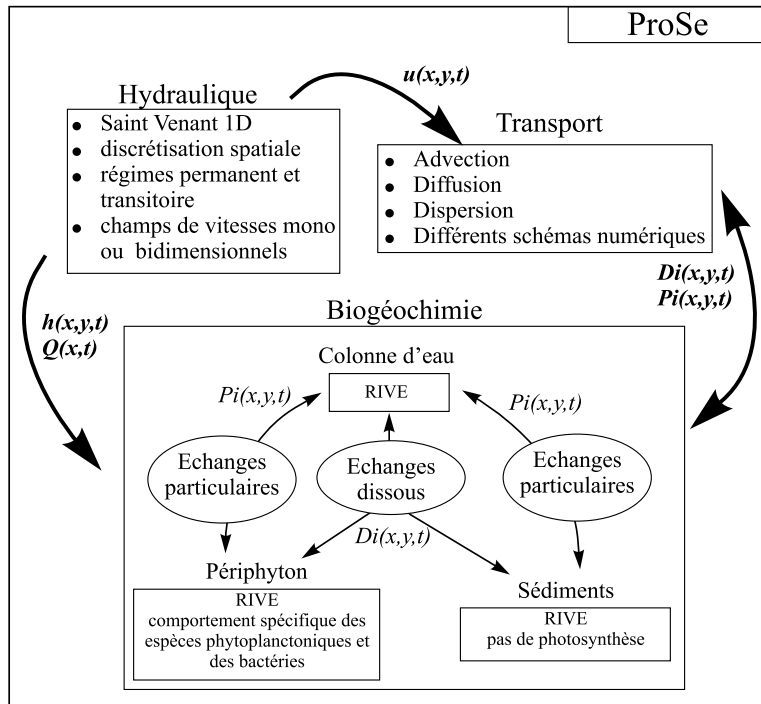 ProSe
u(x,y,t)
Hydraulique
● Saint Venant 1D
● discrétisation spatiale
● régimes permanent et
transitoire
● champs de vitesses mono
ou bidimensionnels
Transport
● Advection
● Diffusion
● Dispersion
● Différents schémas numériques
h(x,y,t)
Q(x,t)
Di(x,y,t)
Pi(x,y,t)
Biogéochimie
Colonne d'eau
RIVE
Pi(x,y,t)
Pi(x,y,t)
Echanges
particulaires
Echanges
dissous
Echanges
particulaires
Di(x,y,t)
Périphyton
RIVE
comportement spécifique des
espèces phytoplanctoniques et
des bactéries
Sédiments
RIVE
pas de photosynthèse